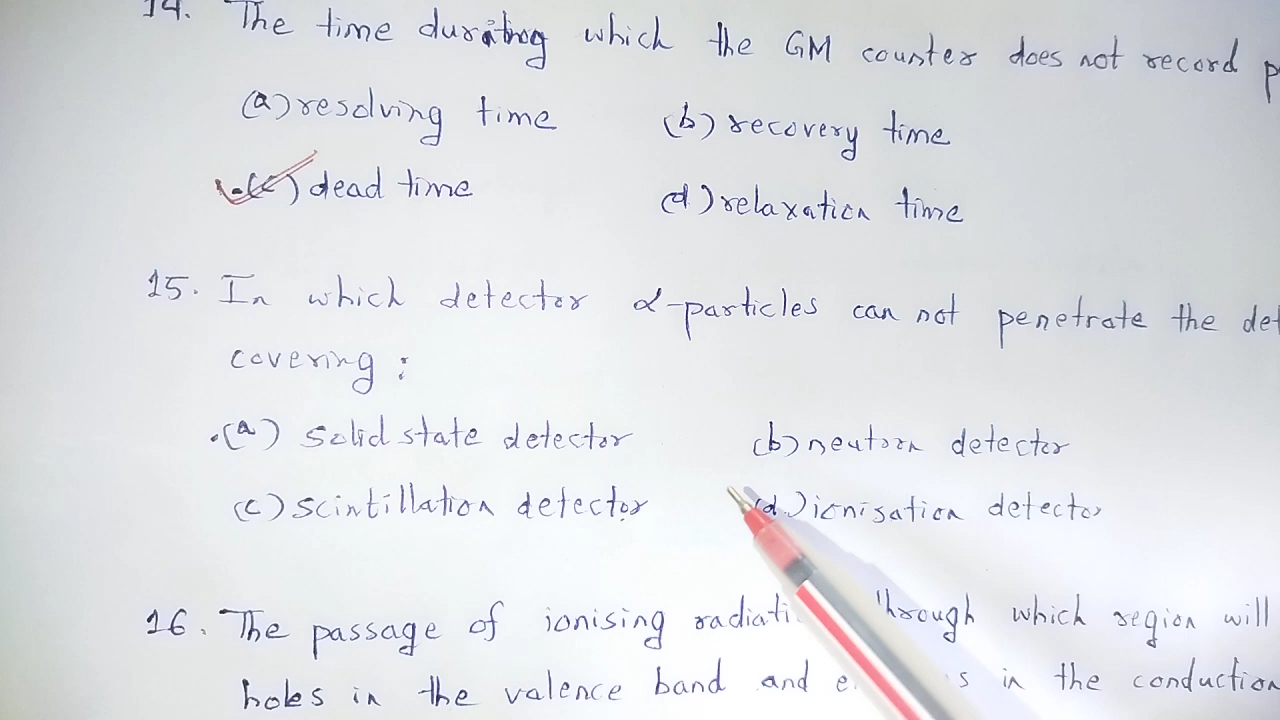 14. The time during which the GM counter does not record
(a) resolving time (b) recovery time
(c) dead time (d) relaxation time
15. In which detector α-particles can not penetrate the det
covering :
(a) solid state detector (b) neutron detector
(c) scintillation detector (d) ionisation detector
16. The passage of ionising radiati through which region will
holes in the valence band and in the conduction